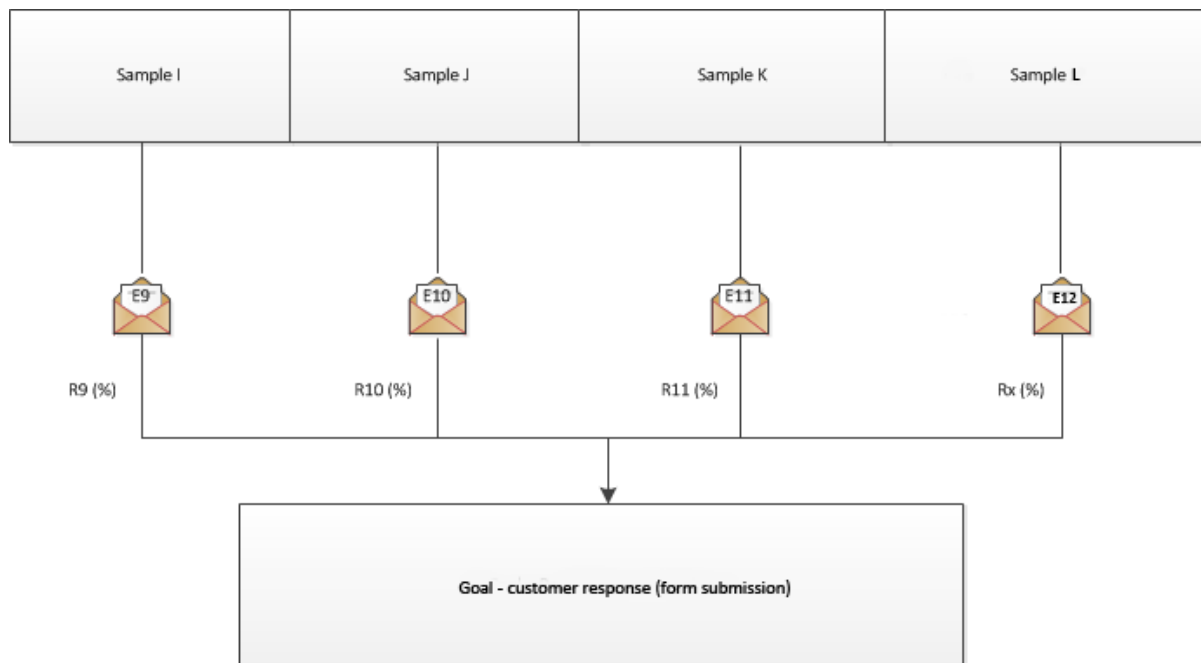 Sample I
Sample J
Sample K
Sample L
E9
E10
E11
E12
R9 (%)
R10 (%)
R11 (%)
Rx (%)
Goal - customer response (form submission)